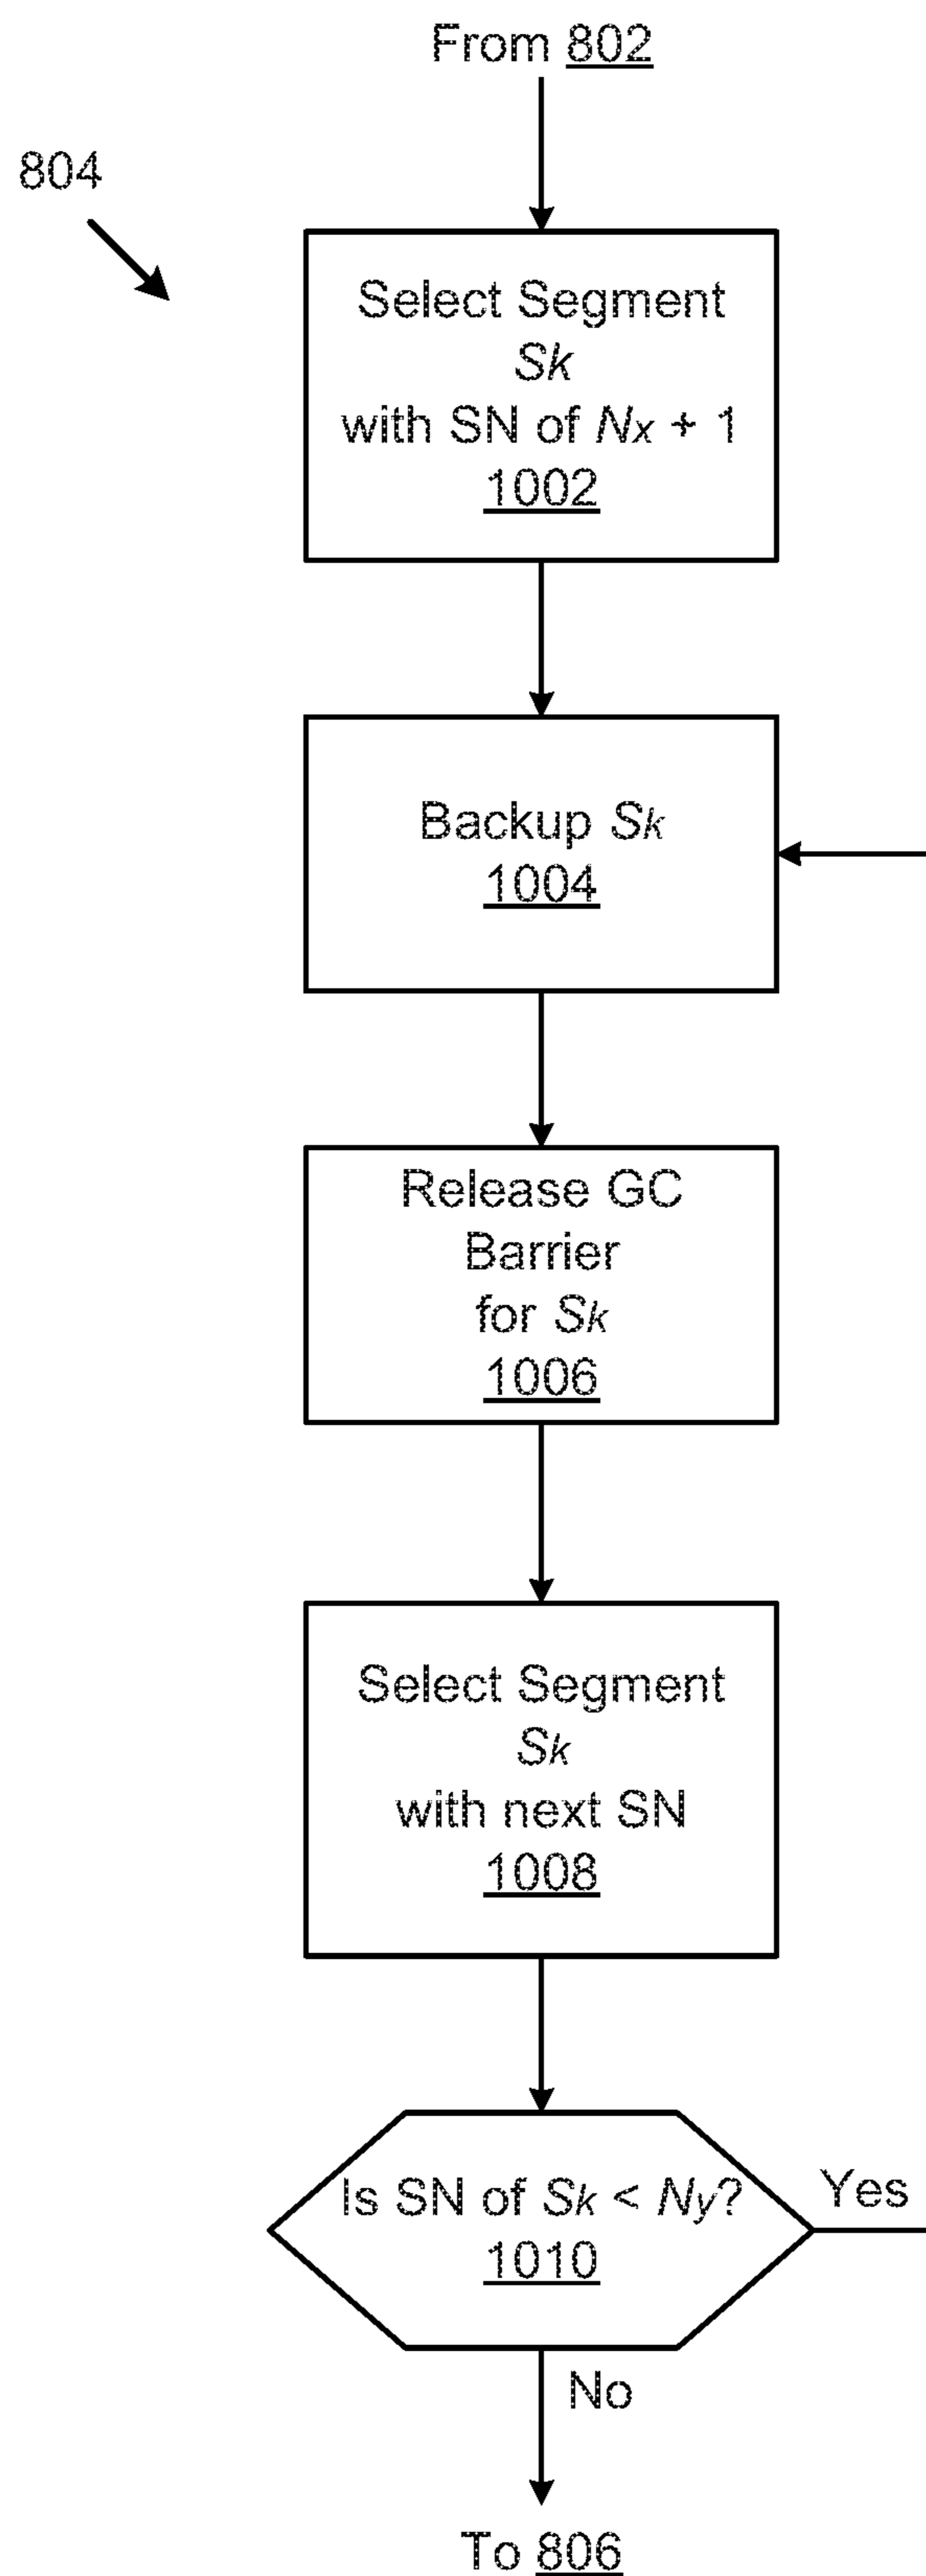 From 802
804
Select Segment
Sk
with SN of Nx + 1
1002
Backup Sk
1004
Release GC
Barrier
for Sk
1006
Select Segment
Sk
with next SN
1008
Is SN of Sk < Ny?
1010
Yes
No
To 806